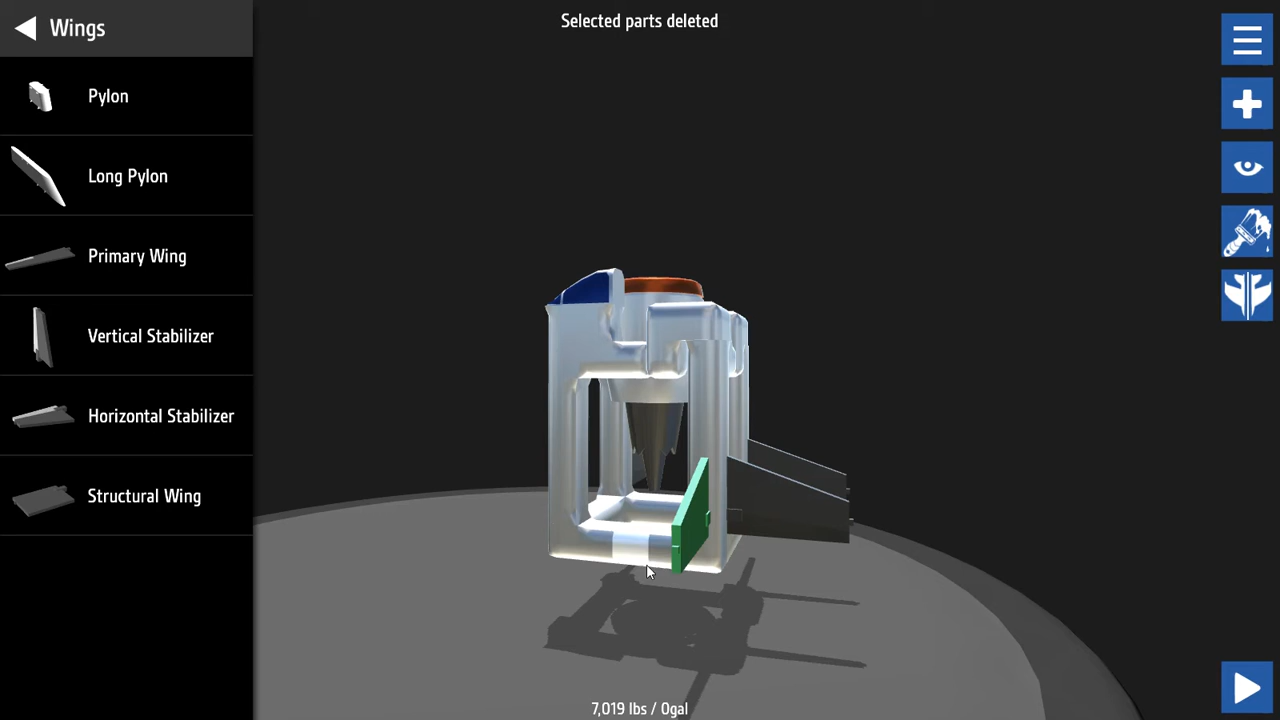 Wings
Selected parts deleted
Pylon
Long Pylon
Primary Wing
Vertical Stabilizer
Horizontal Stabilizer
Structural Wing
7,019 lbs / 0gal